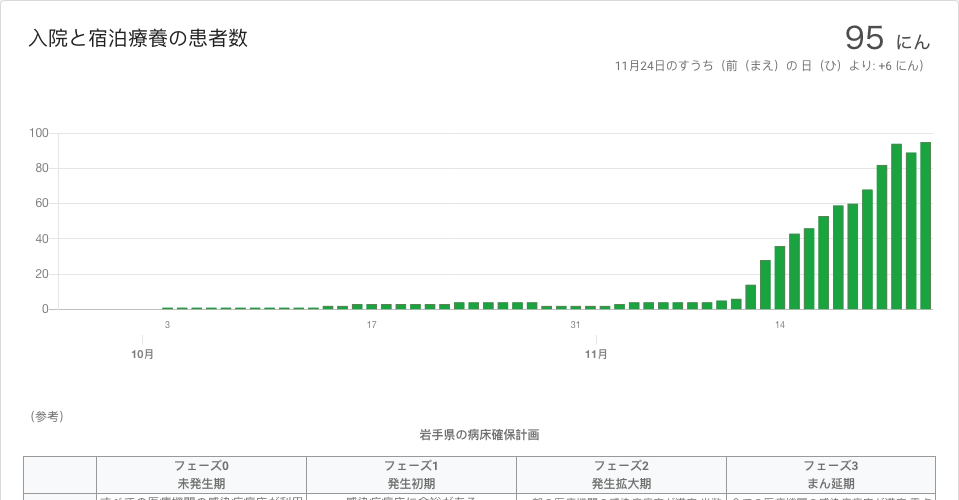 入院と宿泊療養の患者数
95 にん
11月24日のすうち（前（まえ）の 日（ひ）より: +6 にん）
100
80
60
40
20
0
3 17 31 14
10月 11月
（参考）
岩手県の病床確保計画
フェーズ0 フェーズ1 フェーズ2 フェーズ3
未発生期 発生初期 発生拡大期 まん延期